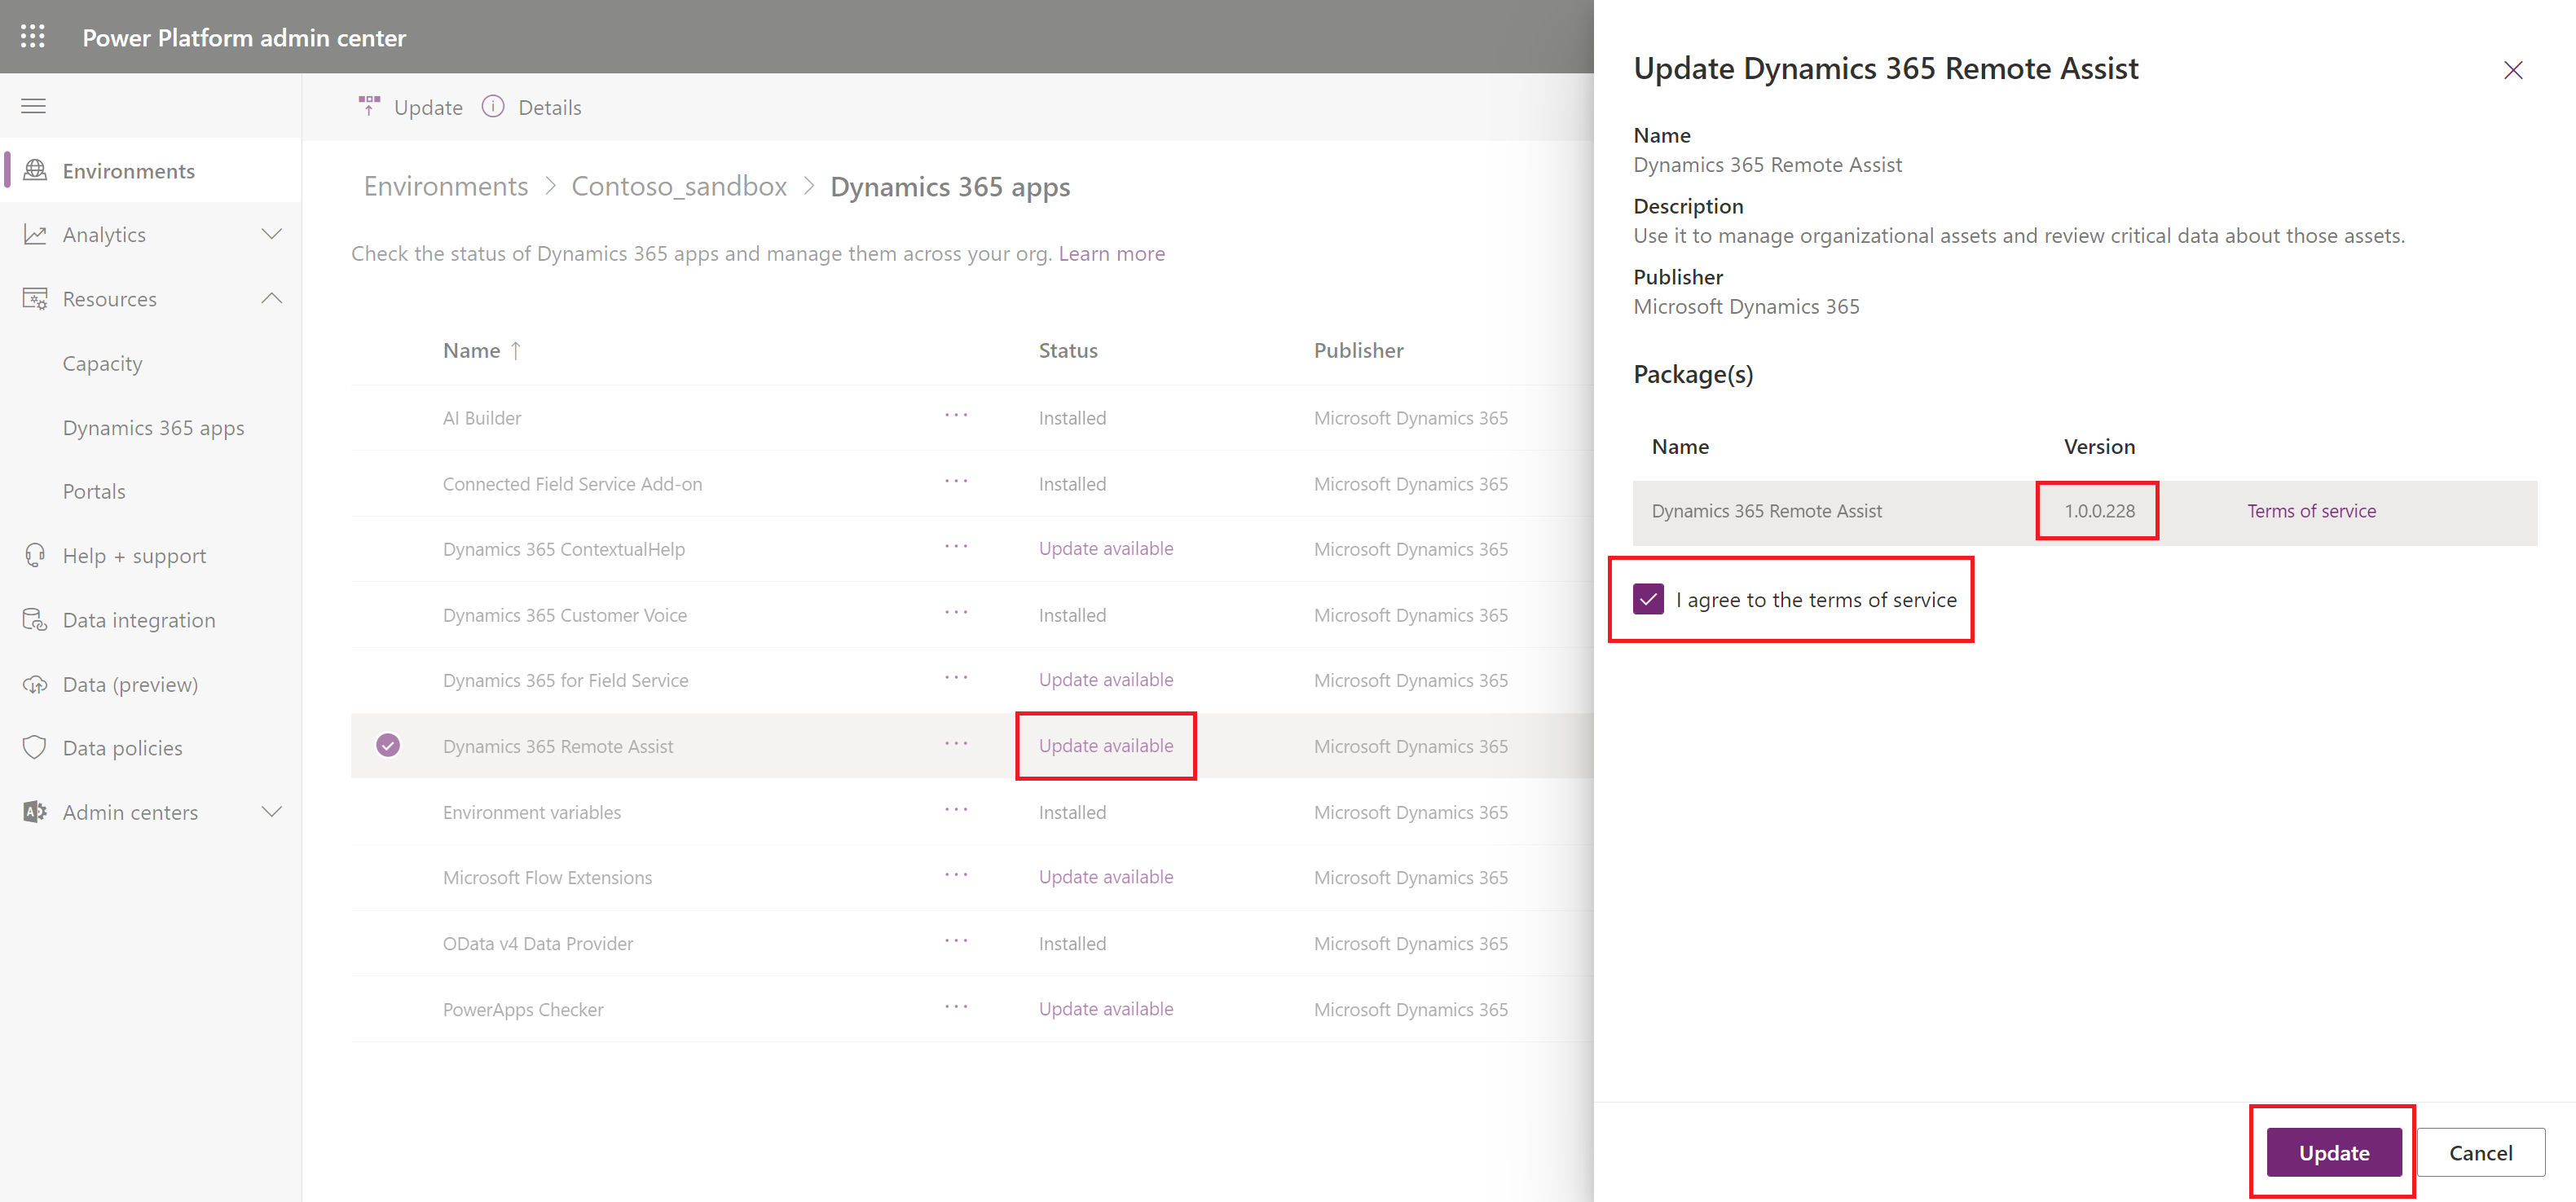 Power Platform admin center
Update
Details
Environments
Analytics
Resources
Capacity
Dynamics 365 apps
Portals
Help + support
Data integration
Data (preview)
Data policies
Admin centers
Environments > Contoso_sandbox > Dynamics 365 apps
Check the status of Dynamics 365 apps and manage them across your org. Learn more
Name ↑ Status Publisher
AI Builder ... Installed Microsoft Dynamics 365
Connected Field Service Add-on ... Installed Microsoft Dynamics 365
Dynamics 365 ContextualHelp ... Update available Microsoft Dynamics 365
Dynamics 365 Customer Voice ... Installed Microsoft Dynamics 365
Dynamics 365 for Field Service ... Update available Microsoft Dynamics 365
Dynamics 365 Remote Assist ... Update available Microsoft Dynamics 365
Environment variables ... Installed Microsoft Dynamics 365
Microsoft Flow Extensions ... Update available Microsoft Dynamics 365
OData v4 Data Provider ... Installed Microsoft Dynamics 365
PowerApps Checker ... Update available Microsoft Dynamics 365
Update Dynamics 365 Remote Assist
Name
Dynamics 365 Remote Assist
Description
Use it to manage organizational assets and review critical data about those assets.
Publisher
Microsoft Dynamics 365
Package(s)
Name Version
Dynamics 365 Remote Assist 1.0.0.228 Terms of service
I agree to the terms of service
Update Cancel